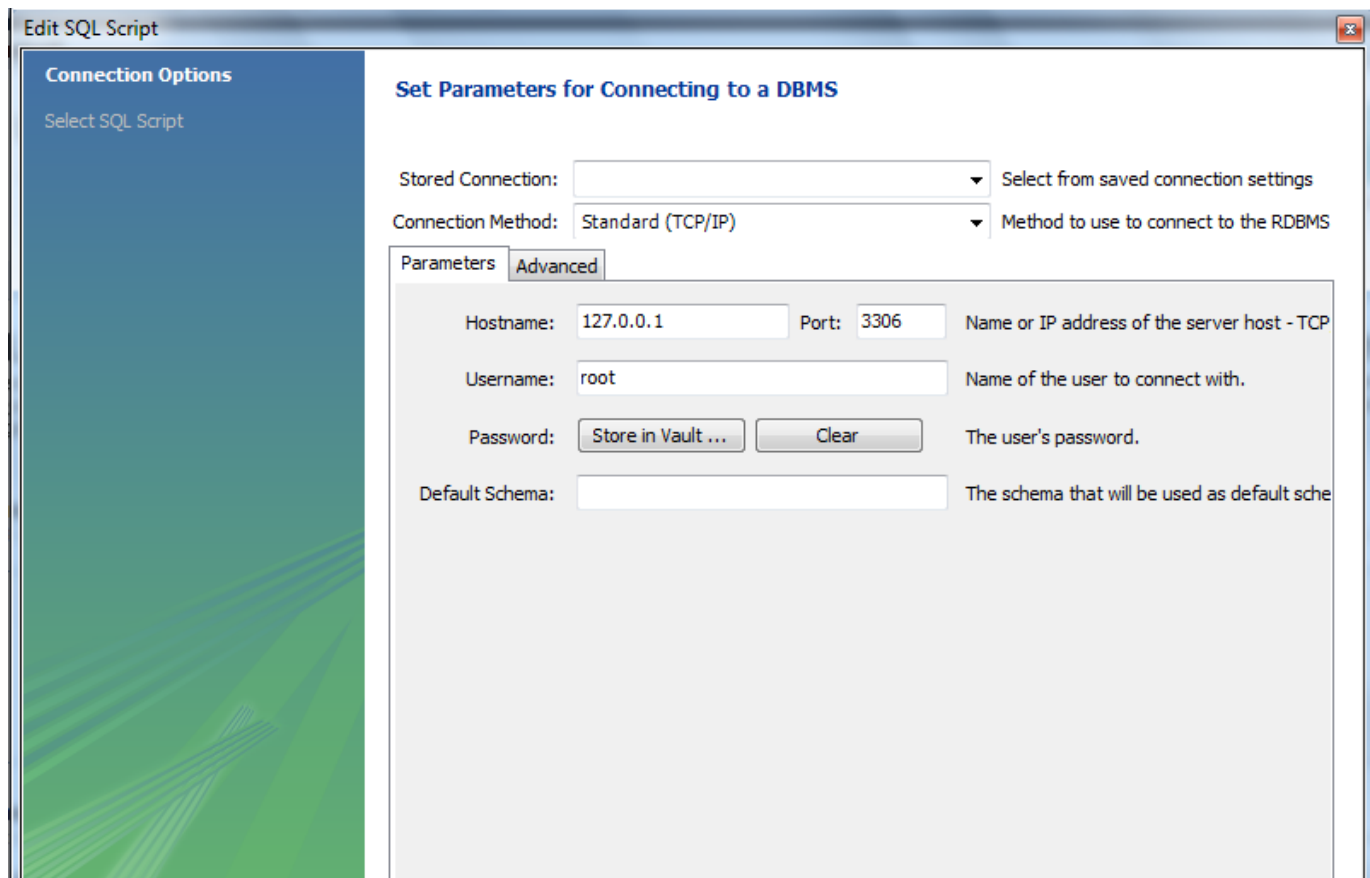 Edit SQL Script
Connection Options
Select SQL Script
Set Parameters for Connecting to a DBMS
Stored Connection: Select from saved connection settings
Connection Method: Standard (TCP/IP) Method to use to connect to the RDBMS
Parameters Advanced
Hostname: 127.0.0.1 Port: 3306 Name or IP address of the server host - TCP
Username: root Name of the user to connect with.
Password: Store in Vault ... Clear The user's password.
Default Schema: The schema that will be used as default sche